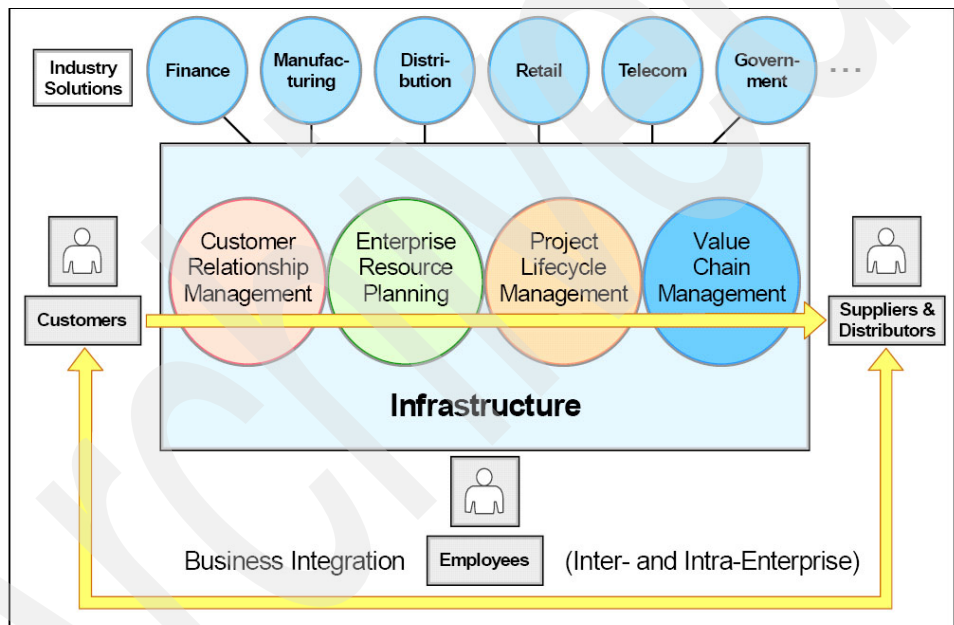 Industry
Solutions
Finance
Manufac-
turing
Distri-
bution
Retail
Telecom
Govern-
ment
...
Customer
Relationship
Management
Enterprise
Resource
Planning
Project
Lifecycle
Management
Value
Chain
Management
Customers
Suppliers &
Distributors
Infrastructure
Business Integration
Employees
(Inter- and Intra-Enterprise)